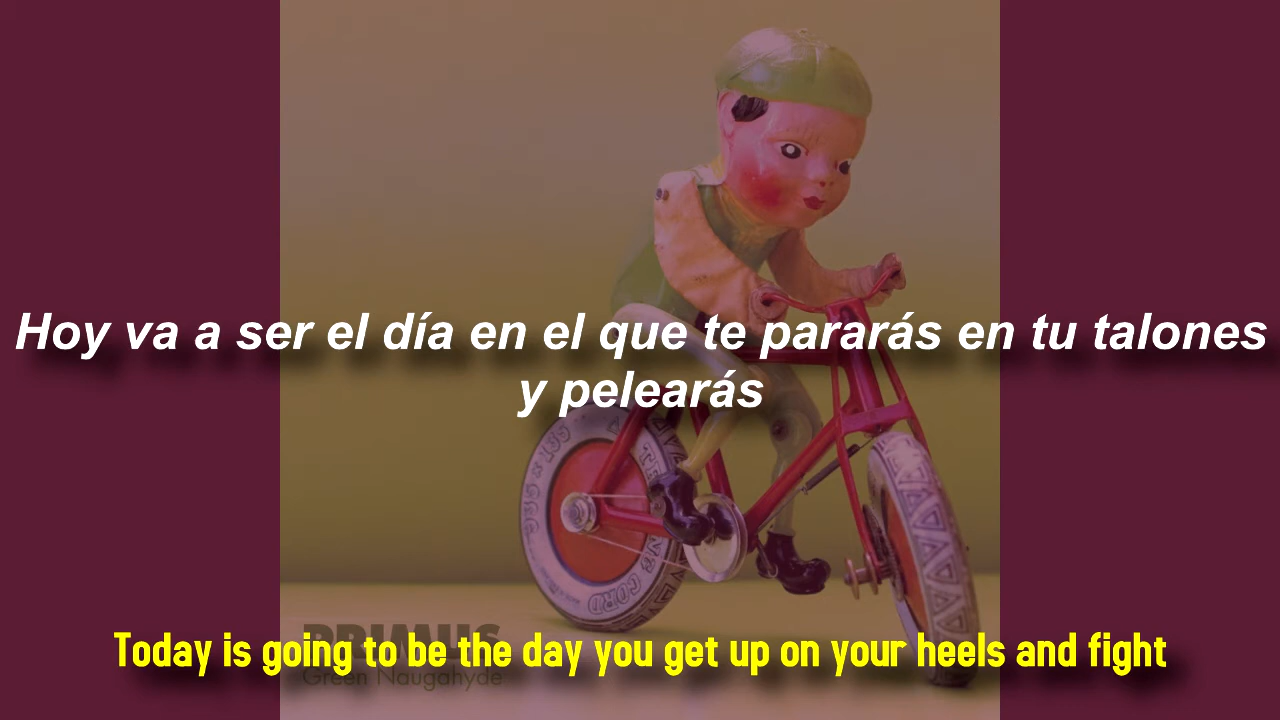 Hoy va a ser el día en el que te pararás en tu talones
y pelearás
PRIMUS
Today is going to be the day you get up on your heels and fight
Green Naugahyde